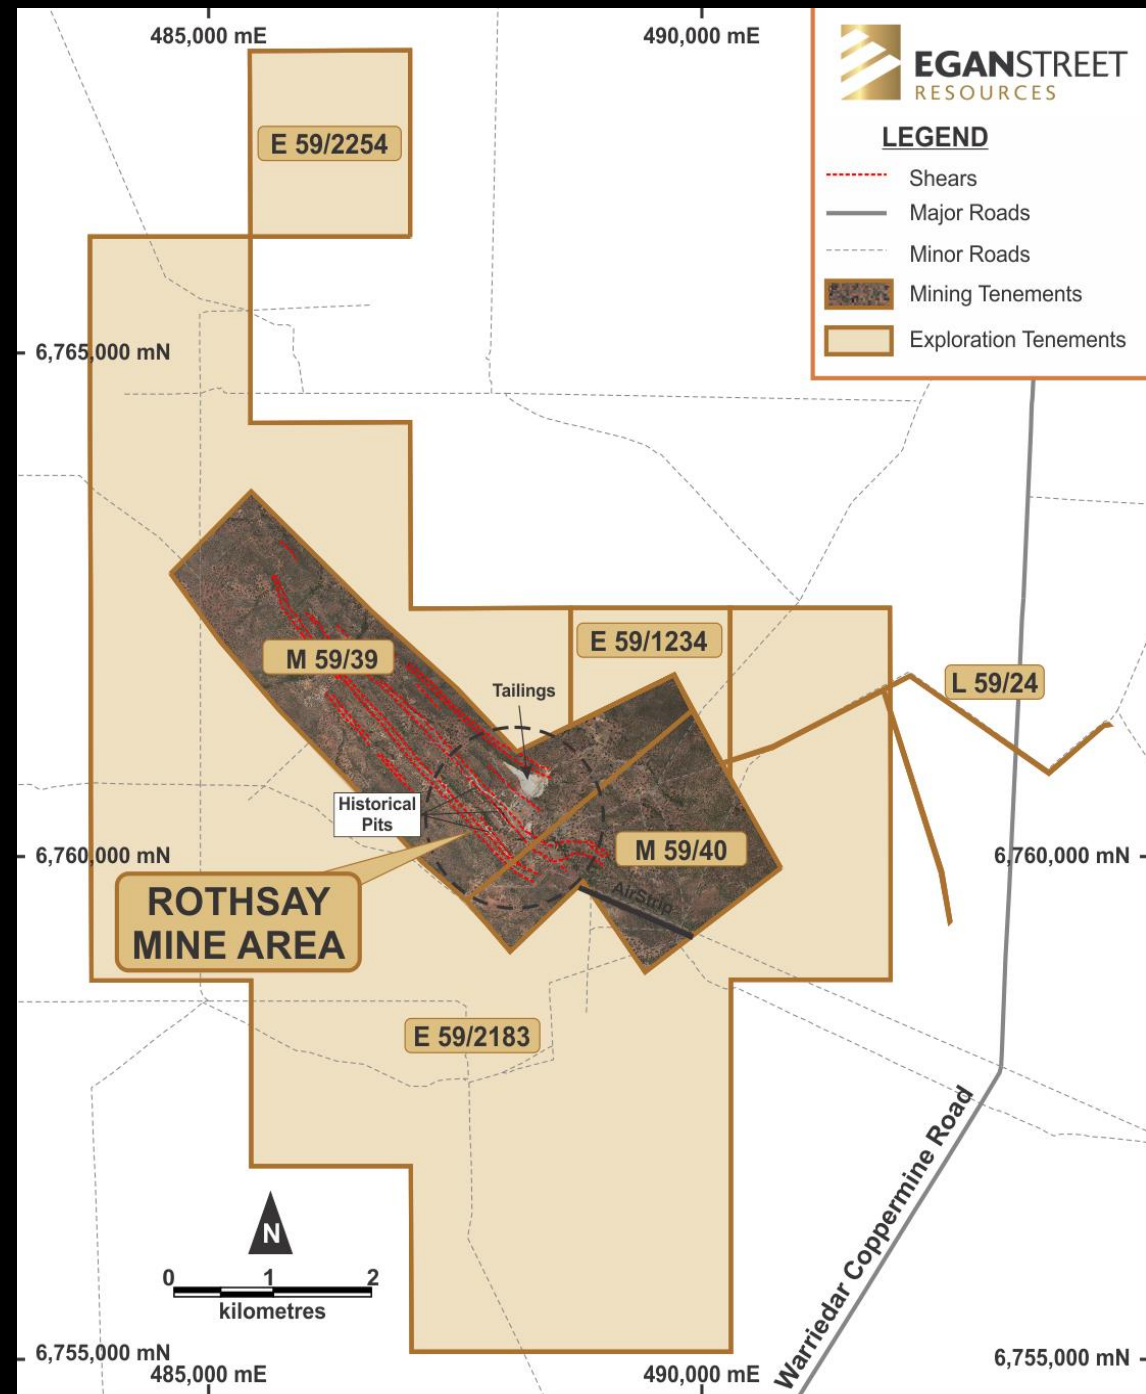 485,000 mE
490,000 mE
EGANSTREET
RESOURCES
LEGEND
Shears
Major Roads
Minor Roads
Mining Tenements
Exploration Tenements
E 59/2254
6,765,000 mN
M 59/39
E 59/1234
L 59/24
Tailings
Historical
Pits
M 59/40
6,760,000 mN
6,760,000 mN
AirStrip
ROTHSAY
MINE AREA
E 59/2183
Warriedar Coppermine Road
N
0 1 2
kilometres
6,755,000 mN
6,755,000 mN
485,000 mE
490,000 mE